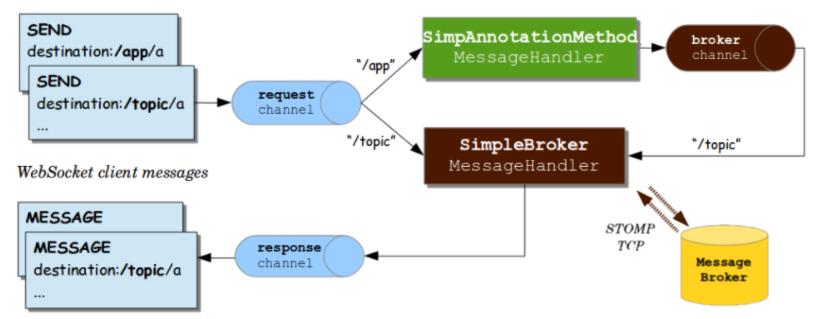 SEND
destination:/app/a
SEND
destination:/topic/a
...
WebSocket client messages
request
channel
"/app"
"/topic"
SimpAnnotationMethod
MessageHandler
broker
channel
SimpleBroker
MessageHandler
"/topic"
MESSAGE
MESSAGE
destination:/topic/a
...
response
channel
STOMP
TCP
Message
Broker